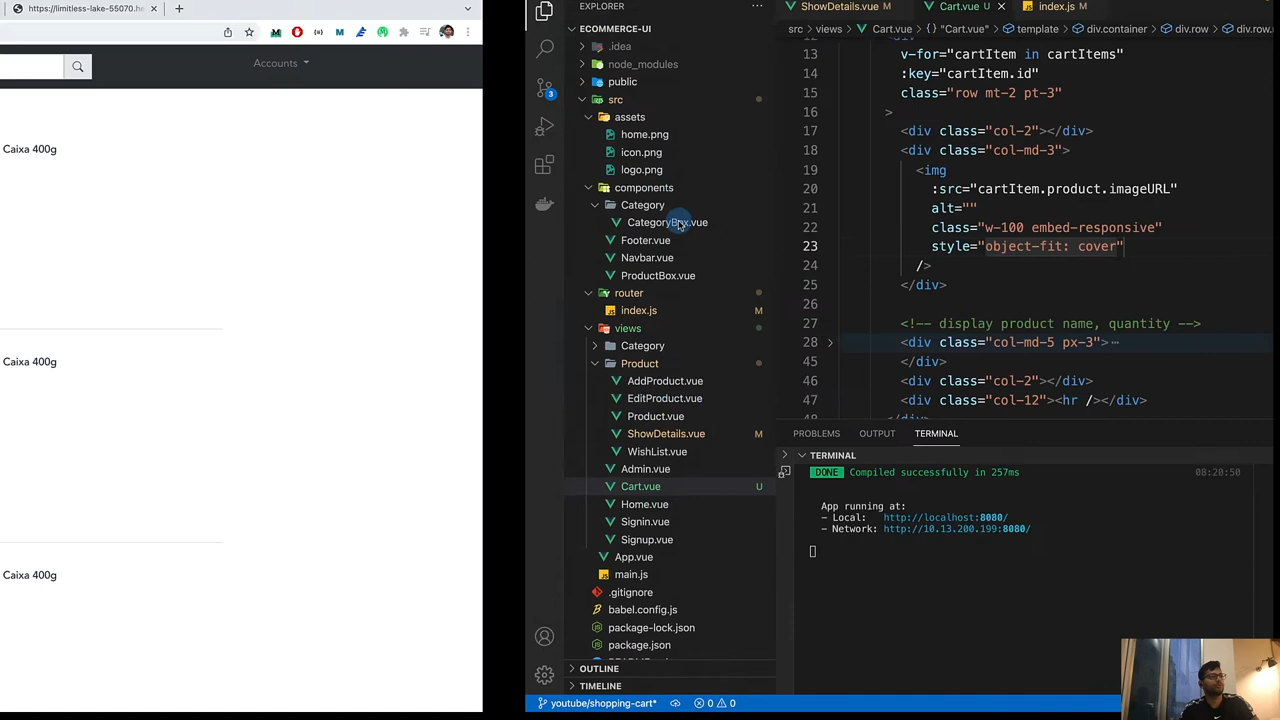 https://limitless-lake-55070.he
Accounts
Caixa 400g
Caixa 400g
Caixa 400g
EXPLORER
ECOMMERCE-UI
.idea
node_modules
public
src
assets
home.png
icon.png
logo.png
components
Category
CategoryBox.vue
Footer.vue
Navbar.vue
ProductBox.vue
router
index.js M
views
Category
Product
AddProduct.vue
EditProduct.vue
Product.vue
ShowDetails.vue M
WishList.vue
Admin.vue
Cart.vue U
Home.vue
Signin.vue
Signup.vue
App.vue
main.js
.gitignore
babel.config.js
package-lock.json
package.json
OUTLINE
TIMELINE
3
ShowDetails.vue M
Cart.vue U
index.js M
src > views > Cart.vue > {} "Cart.vue" > template > div.container > div.row > div.row.
13 v-for="cartItem in cartItems"
14 :key="cartItem.id"
15 class="row mt-2 pt-3"
16 >
17 <div class="col-2"></div>
18 <div class="col-md-3">
19 <img
20 :src="cartItem.product.imageURL"
21 alt=""
22 class="w-100 embed-responsive"
23 style="object-fit: cover"
24 />
25 </div>
26
27 <!-- display product name, quantity -->
28 <div class="col-md-5 px-3">
45 </div>
46 <div class="col-2"></div>
47 <div class="col-12"><hr /></div>
PROBLEMS OUTPUT TERMINAL
TERMINAL
DONE Compiled successfully in 257ms 08:20:50
App running at:
- Local: http://localhost:8080/
- Network: http://10.13.200.199:8080/
youtube/shopping-cart* 0 0